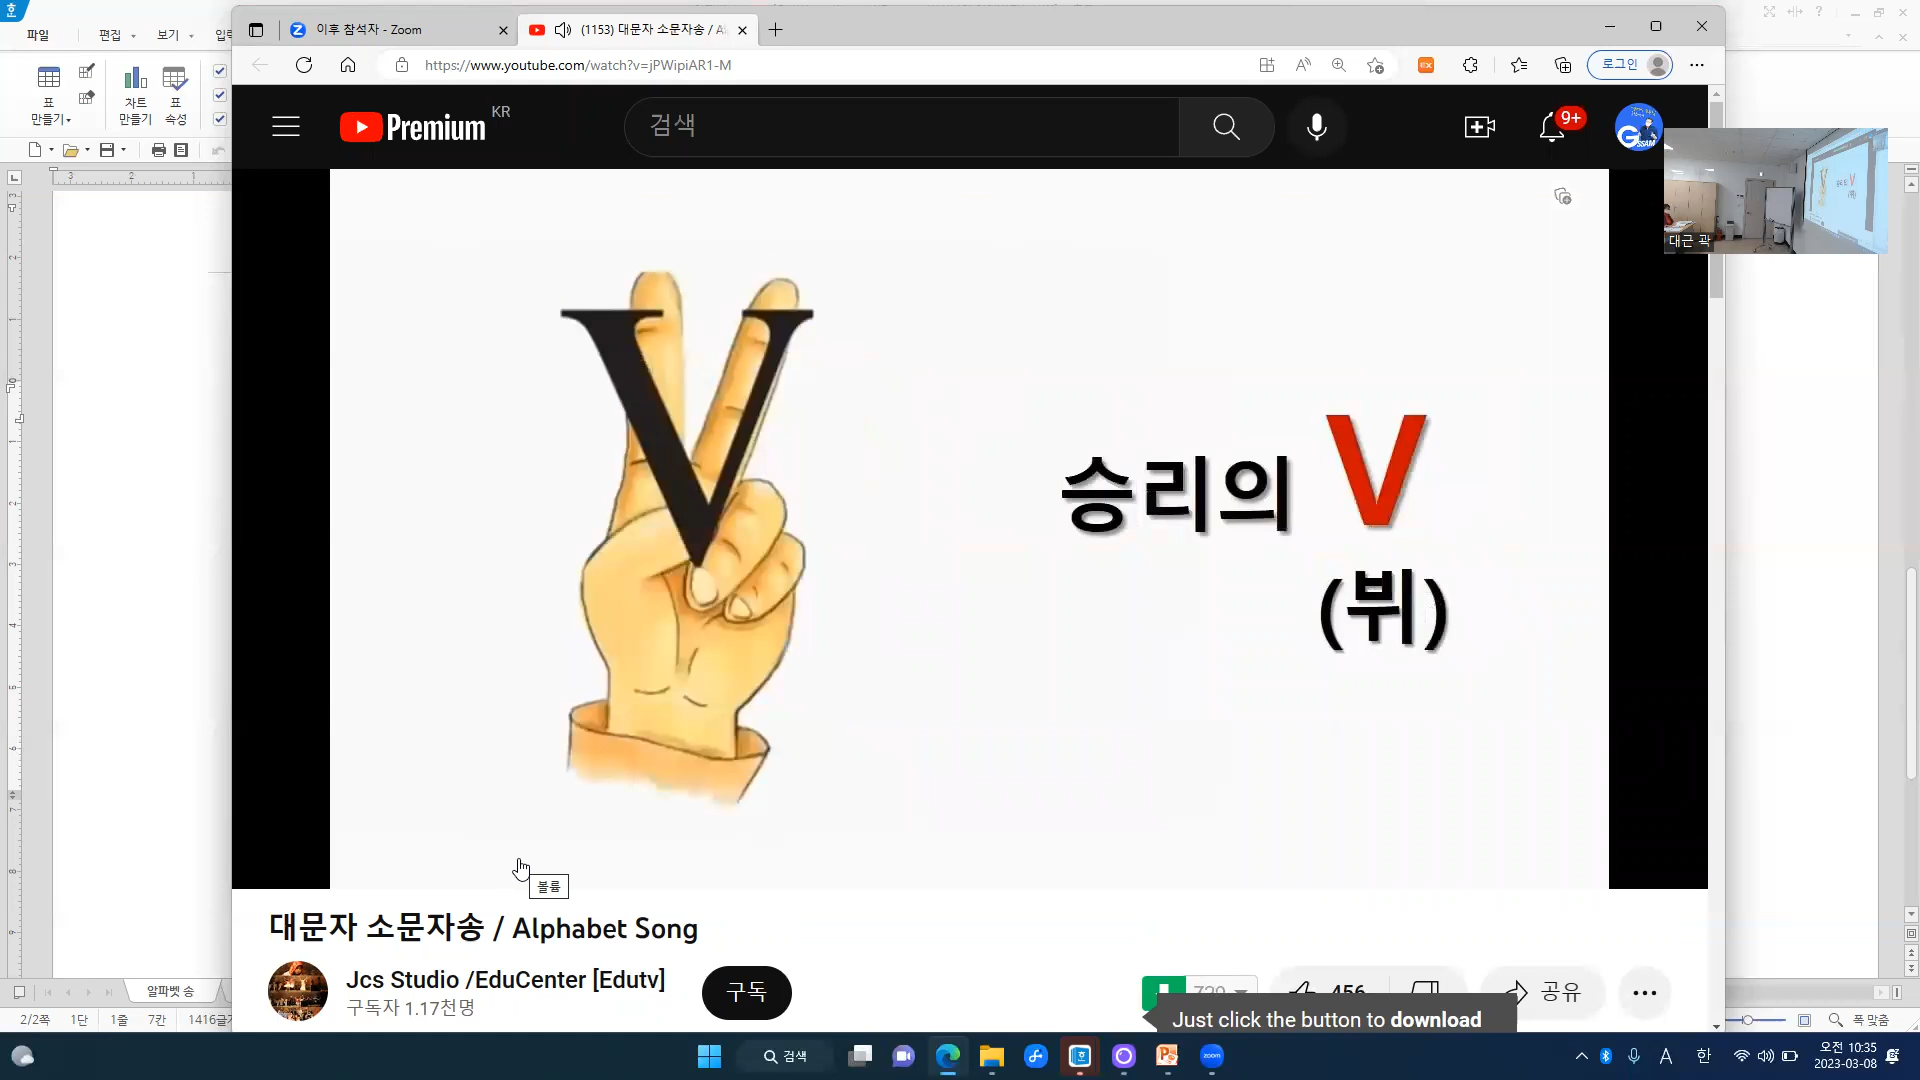 파일
편집
보기
표
만들기
차트
만들기
표
속성
이후 참석자 - Zoom
(1153) 대문자 소문자송 /
https://www.youtube.com/watch?v=jPWipiAR1-M
로그인
Premium
KR
검색
9+
대근 곽
V
승리의 V
(뷔)
볼륨
대문자 소문자송 / Alphabet Song
Jcs Studio /EduCenter [Edutv]
구독자 1.17천명
구독
720
456
공유
Just click the button to download
알파벳 송
2/2쪽
1단
1줄
7칸
폭 맞춤
검색
zoom
A
한
오전 10:35
2023-03-08